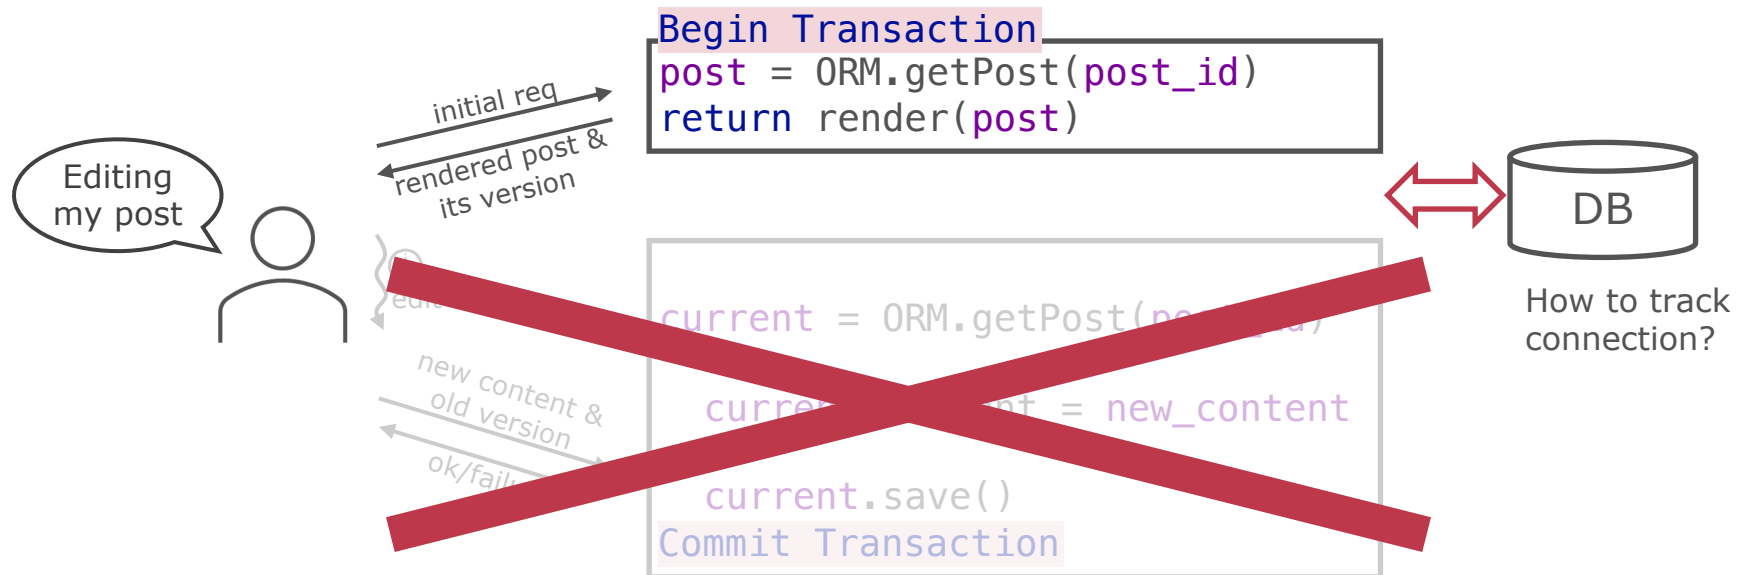 Begin Transaction
post = ORM.getPost(post_id)
return render(post)
initial req
rendered post &
its version
Editing
my post
DB
How to track
connection?
current = ORM.getPost(
new content &
old version
= new_content
current.save()
Commit Transaction